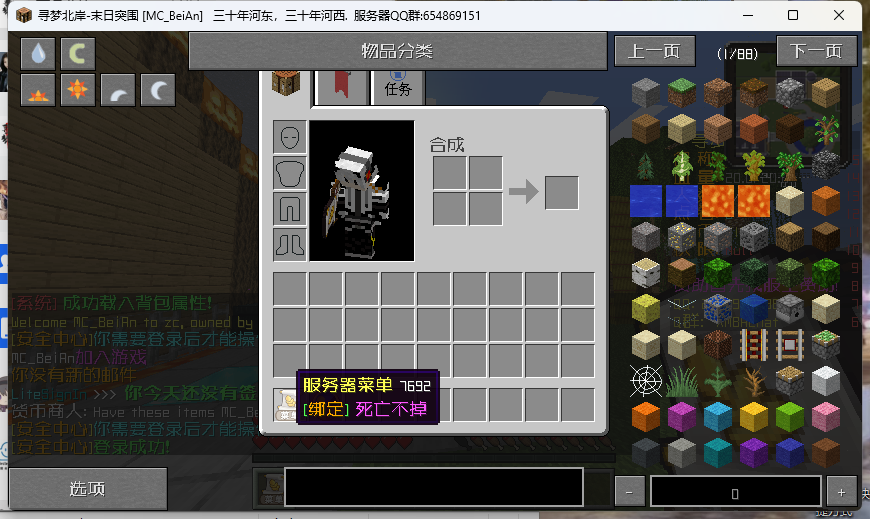 寻梦北岸-末日突围 [MC_BeiAn] 三十年河东，三十年河西. 服务器QQ群:654869151
物品分类
上一页
(1/88)
下一页
任务
合成
[系统] 成功载入背包属性!
Welcome MC_BeiAn to zc, owned by
[安全中心]你需要登录后才能操
MC_BeiAn加入游戏
你没有新的邮件
LiteSignin >>> 你今天还没有签
货币商人: Have these items MC_Be
[安全中心]你需要登录后才能操
[安全中心]登录成功!
服务器菜单 7692
[绑定] 死亡不掉
选项
-
0
+